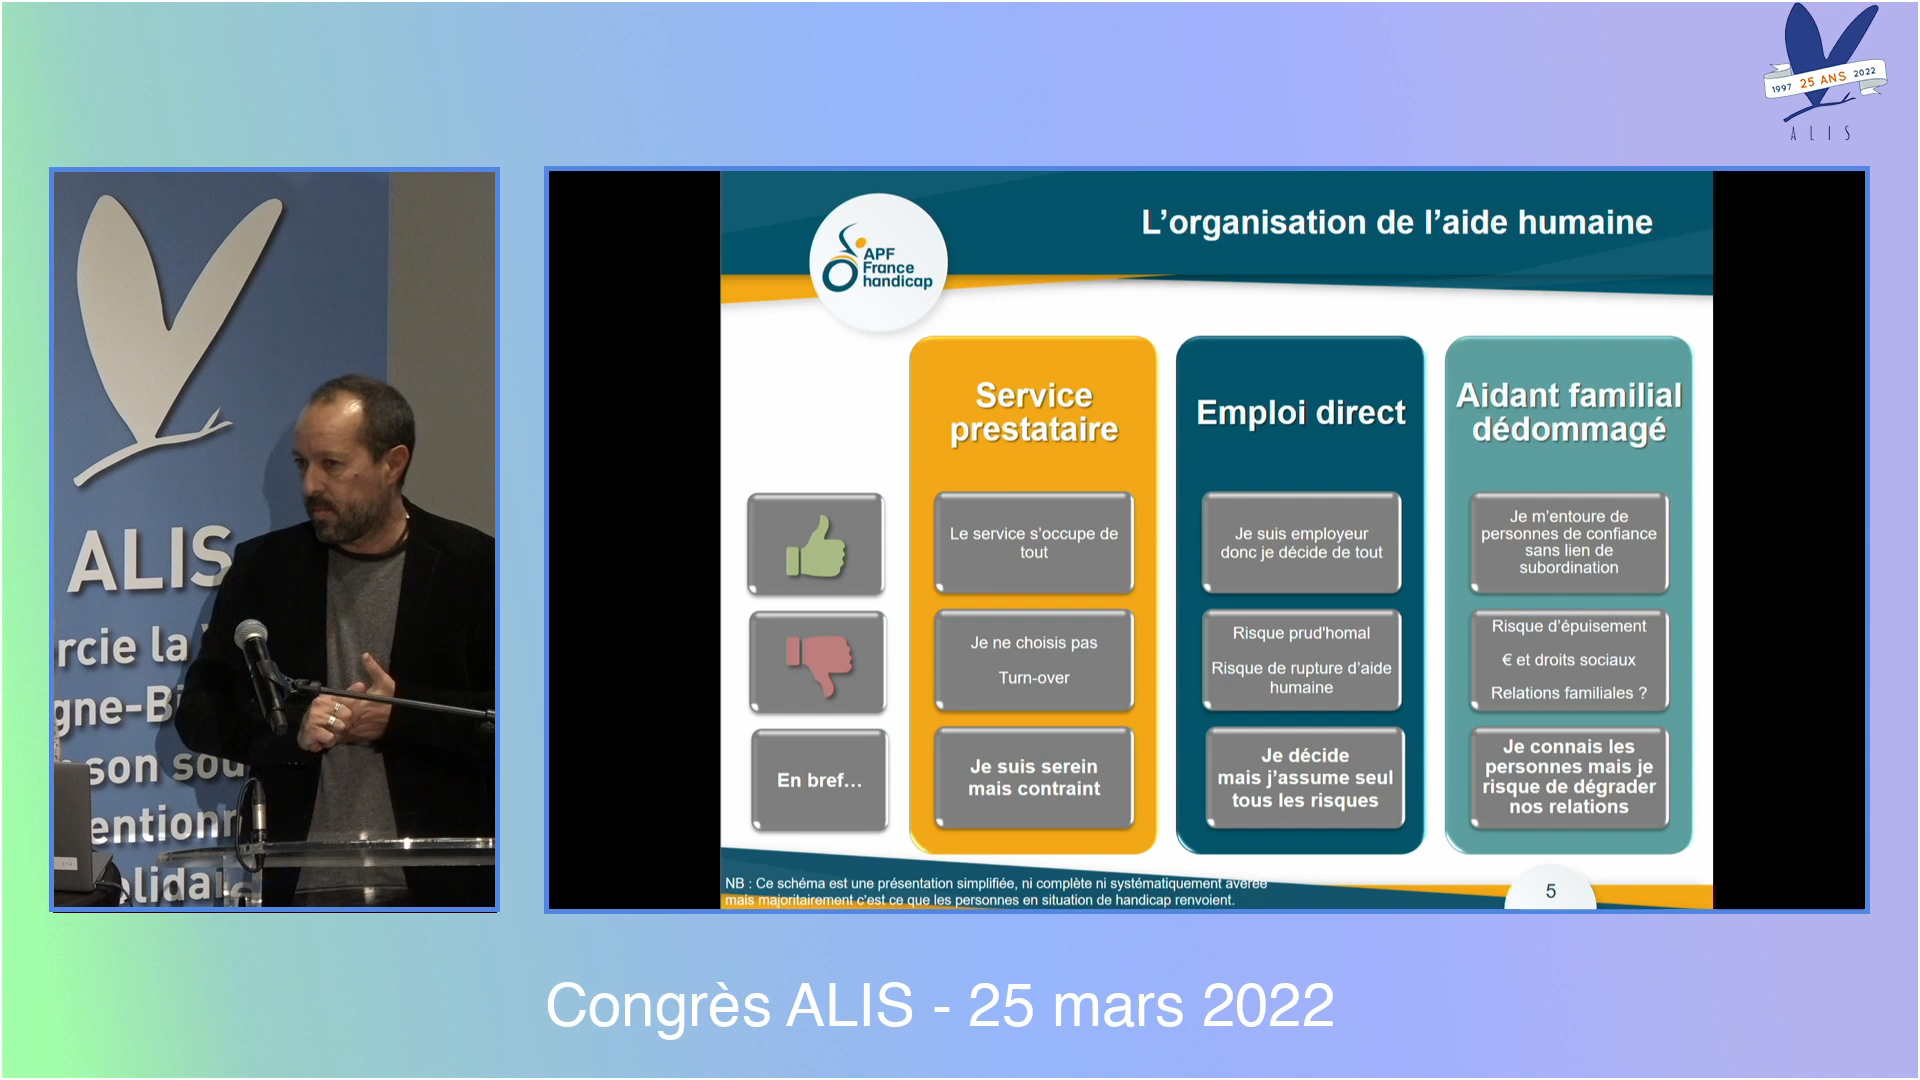 1997 25 ANS 2022
ALIS
ALIS
rcie la
gne-Bi
son sou
entionn
olidai
APF
France
handicap
L'organisation de l'aide humaine
Service
prestataire
Emploi direct
Aidant familial
dédommagé
Le service s'occupe de
tout
Je suis employeur
donc je décide de tout
Je m'entoure de
personnes de confiance
sans lien de
subordination
Je ne choisis pas
Turn-over
Risque prud'homal
Risque de rupture d'aide
humaine
Risque d'épuisement
€ et droits sociaux
Relations familiales ?
En bref…
Je suis serein
mais contraint
Je décide
mais j'assume seul
tous les risques
Je connais les
personnes mais je
risque de dégrader
nos relations
NB : Ce schéma est une présentation simplifiée, ni complète ni systématiquement avérée
mais majoritairement c'est ce que les personnes en situation de handicap renvoient.
5
Congrès ALIS - 25 mars 2022